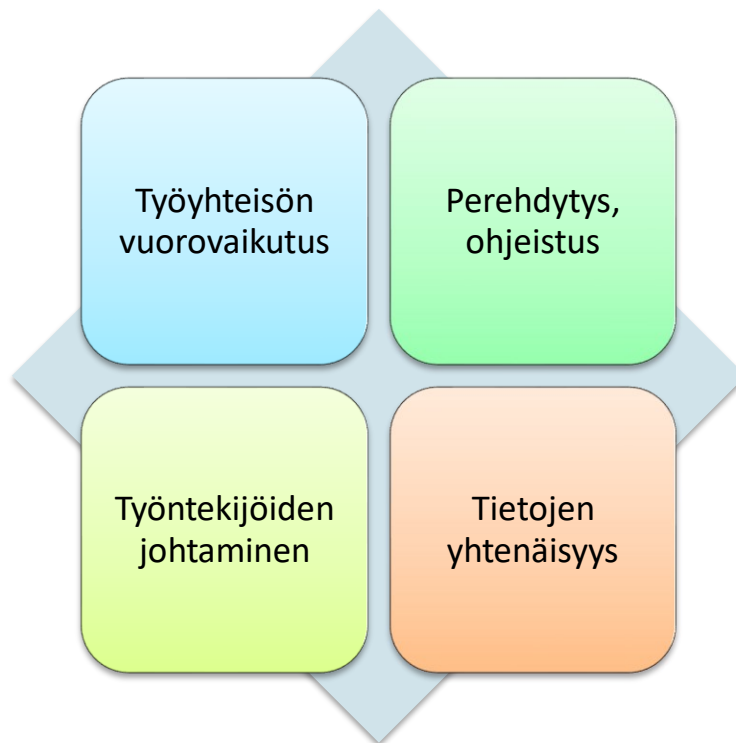 Työyhteisön
vuorovaikutus
Perehdytys,
ohjeistus
Työntekijöiden
johtaminen
Tietojen
yhtenäisyys